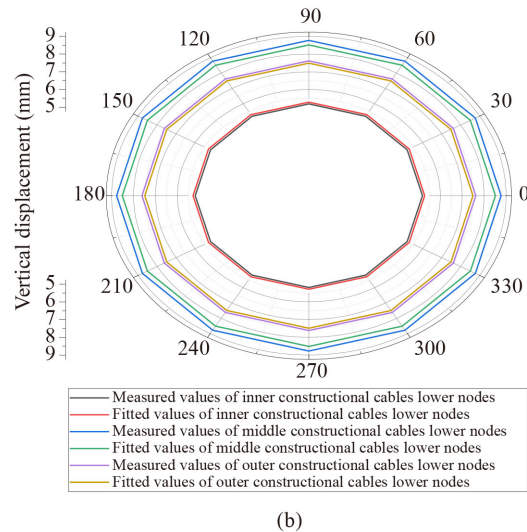 90
120
60
150
30
180
0
210
330
240
300
270
9
8
7
6
5
5
6
7
8
9
Vertical displacement (mm)
Measured values of inner constructional cables lower nodes
Fitted values of inner constructional cables lower nodes
Measured values of middle constructional cables lower nodes
Fitted values of middle constructional cables lower nodes
Measured values of outer constructional cables lower nodes
Fitted values of outer constructional cables lower nodes
(b)